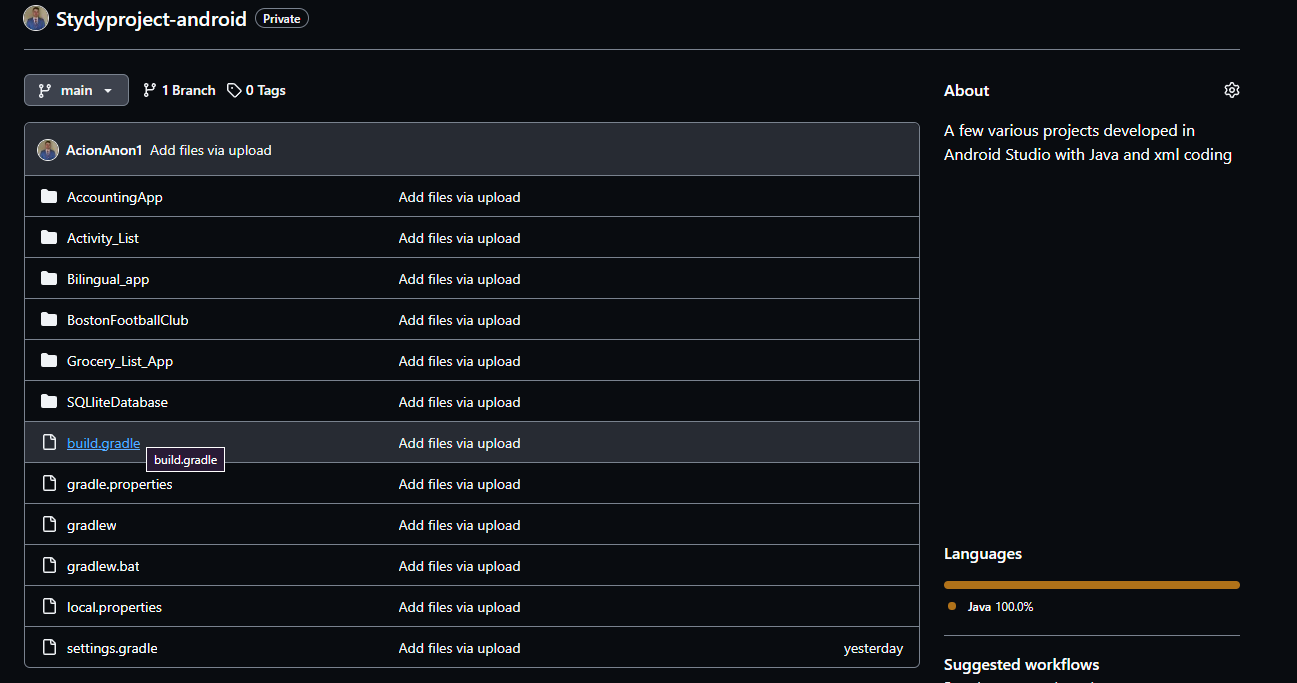 Stydyproject-android Private
main 1 Branch 0 Tags
AcionAnon1 Add files via upload
AccountingApp Add files via upload
Activity_List Add files via upload
Bilingual_app Add files via upload
BostonFootballClub Add files via upload
Grocery_List_App Add files via upload
SQLliteDatabase Add files via upload
build.gradle Add files via upload
build.gradle
gradle.properties Add files via upload
gradlew Add files via upload
gradlew.bat Add files via upload
local.properties Add files via upload
settings.gradle Add files via upload yesterday
About
A few various projects developed in
Android Studio with Java and xml coding
Languages
Java 100.0%
Suggested workflows